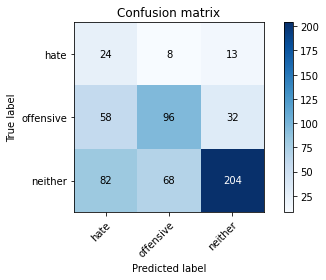 Confusion matrix
200
175
150
125
100
75
50
25
True label
hate
24 8 13
offensive
58 96 32
neither
82 68 204
hate offensive neither
Predicted label